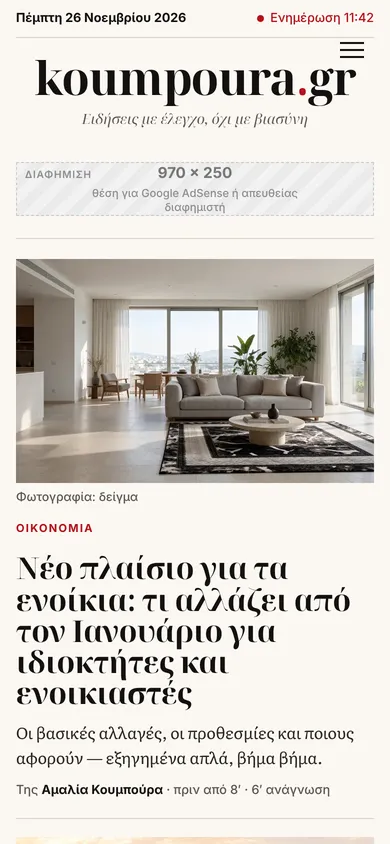 Πέμπτη 26 Νοεμβρίου 2026
Ενημέρωση 11:42
koumpoura.gr
Ειδήσεις με έλεγχο, όχι με βιασύνη
ΔΙΑΦΗΜΙΣΗ
970 × 250
θέση για Google AdSense ή απευθείας
διαφημιστή
Φωτογραφία: δείγμα
ΟΙΚΟΝΟΜΙΑ
Νέο πλαίσιο για τα
ενοίκια: τι αλλάζει από
τον Ιανουάριο για
ιδιοκτήτες και
ενοικιαστές
Οι βασικές αλλαγές, οι προθεσμίες και ποιους
αφορούν — εξηγημένα απλά, βήμα βήμα.
Της Αμαλία Κουμπούρα · πριν από 8′ · 6′ ανάγνωση